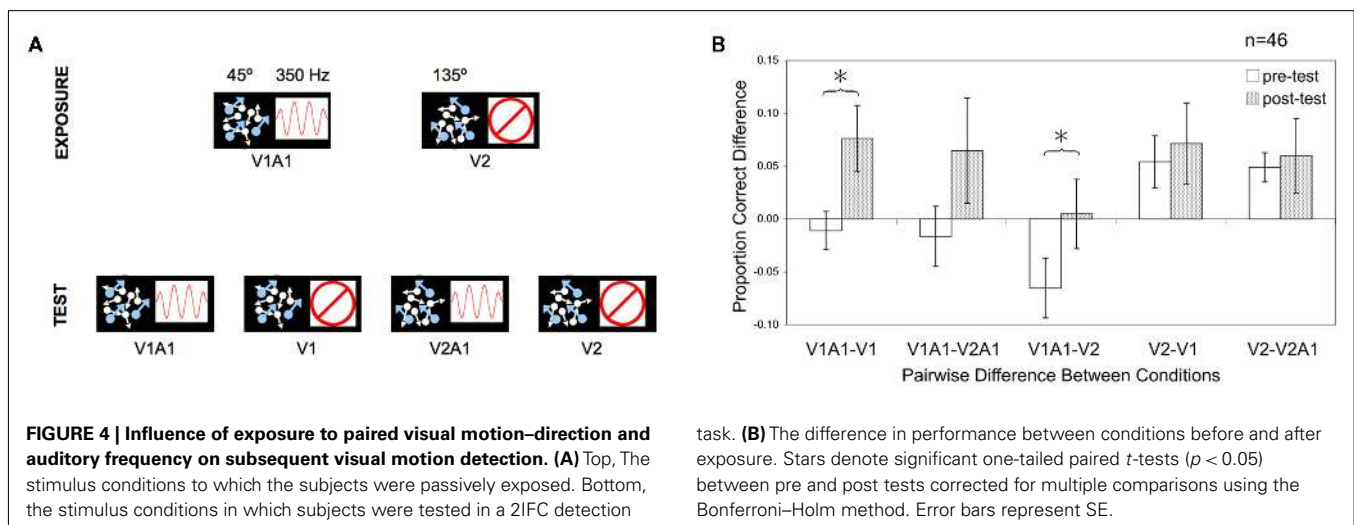 A
EXPOSURE
45º 350 Hz
135º
V1A1
V2
TEST
V1A1
V1
V2A1
V2
B
n=46
*
*
pre-test
post-test
Proportion Correct Difference
0.15
0.10
0.05
0.00
-0.05
-0.10
V1A1-V1 V1A1-V2A1 V1A1-V2 V2-V1 V2-V2A1
Pairwise Difference Between Conditions
FIGURE 4 | Influence of exposure to paired visual motion–direction and
auditory frequency on subsequent visual motion detection. (A) Top, The
stimulus conditions to which the subjects were passively exposed. Bottom,
the stimulus conditions in which subjects were tested in a 2IFC detection
task. (B) The difference in performance between conditions before and after
exposure. Stars denote significant one-tailed paired t-tests (p < 0.05)
between pre and post tests corrected for multiple comparisons using the
Bonferroni–Holm method. Error bars represent SE.